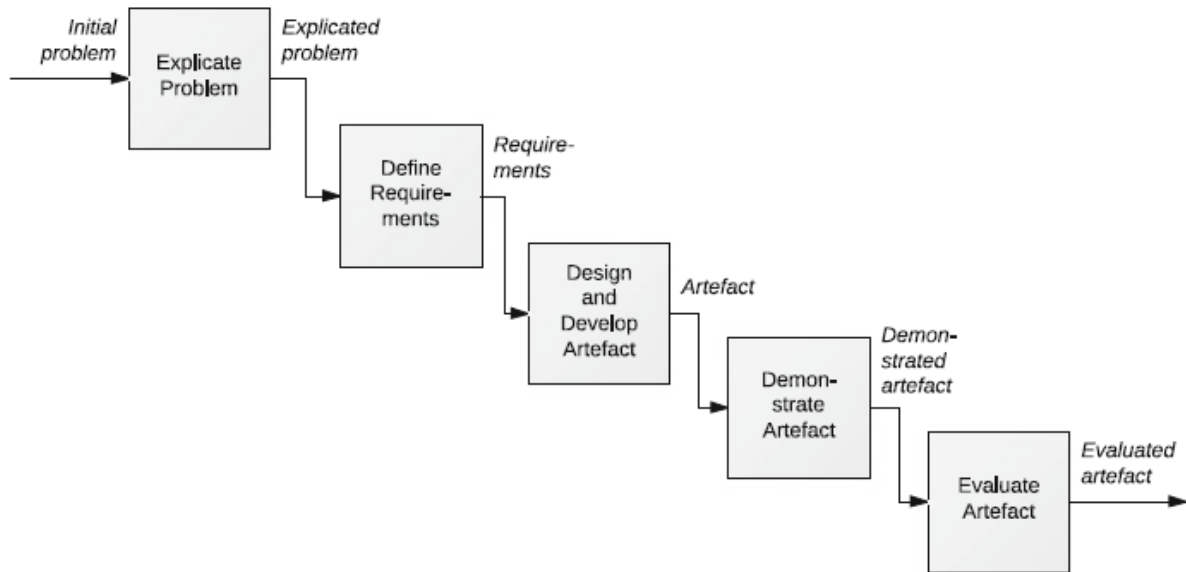 Initial
problem
Explicate
Problem
Explicated
problem
Define
Require-
ments
Require-
ments
Design
and
Develop
Artefact
Artefact
Demon-
strate
Artefact
Demon-
strated
artefact
Evaluate
Artefact
Evaluated
artefact